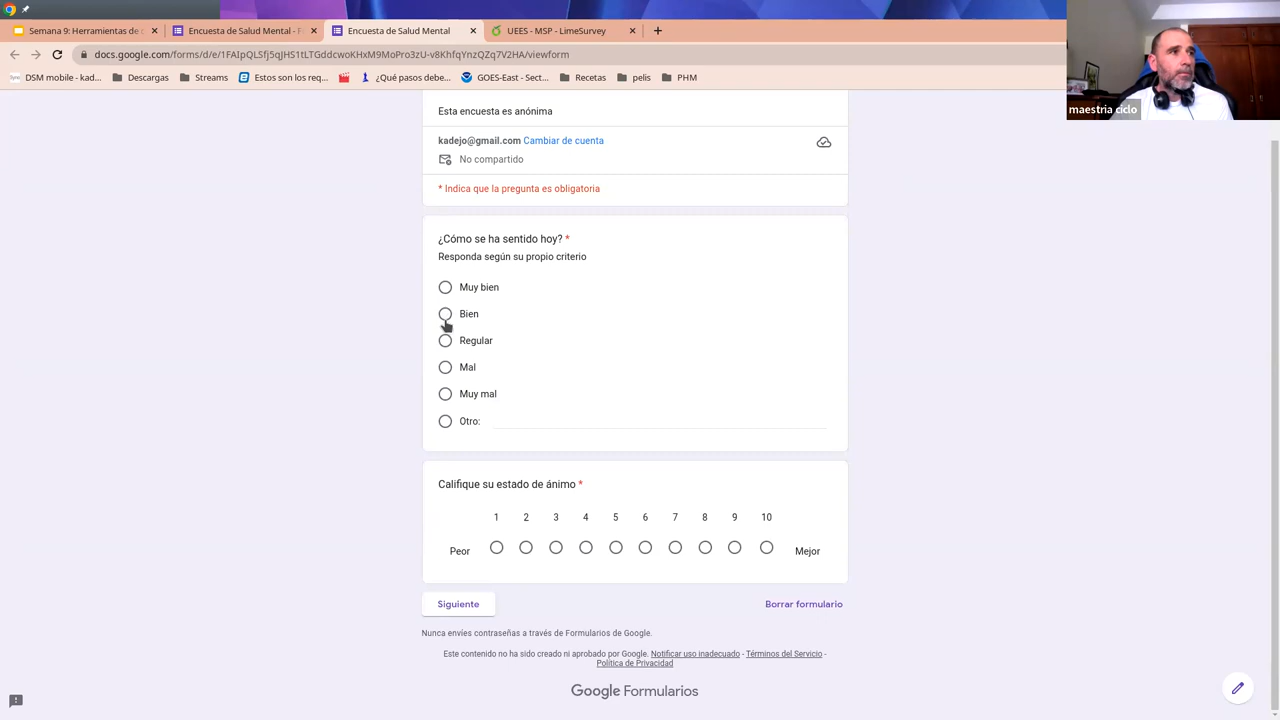 Semana 9: Herramientas de c
Encuesta de Salud Mental - F
Encuesta de Salud Mental
UEES - MSP - LimeSurvey
docs.google.com/forms/d/e/1FAIpQLSfj5qjHS1tLTGddcwoKHxM9MoPro3zU-v8KhfqYnzQZq7V2HA/viewform
DSM mobile - kad...
Descargas
Streams
Estos son los req...
¿Qué pasos debe...
GOES-East - Sect...
Recetas
pelis
PHM
maestria ciclo
Esta encuesta es anónima
kadejo@gmail.com Cambiar de cuenta
No compartido
* Indica que la pregunta es obligatoria
¿Cómo se ha sentido hoy? *
Responda según su propio criterio
Muy bien
Bien
Regular
Mal
Muy mal
Otro:
Califique su estado de ánimo *
1 2 3 4 5 6 7 8 9 10
Peor Mejor
Siguiente
Borrar formulario
Nunca envíes contraseñas a través de Formularios de Google.
Este contenido no ha sido creado ni aprobado por Google. Notificar uso inadecuado - Términos del Servicio -
Política de Privacidad
Google Formularios